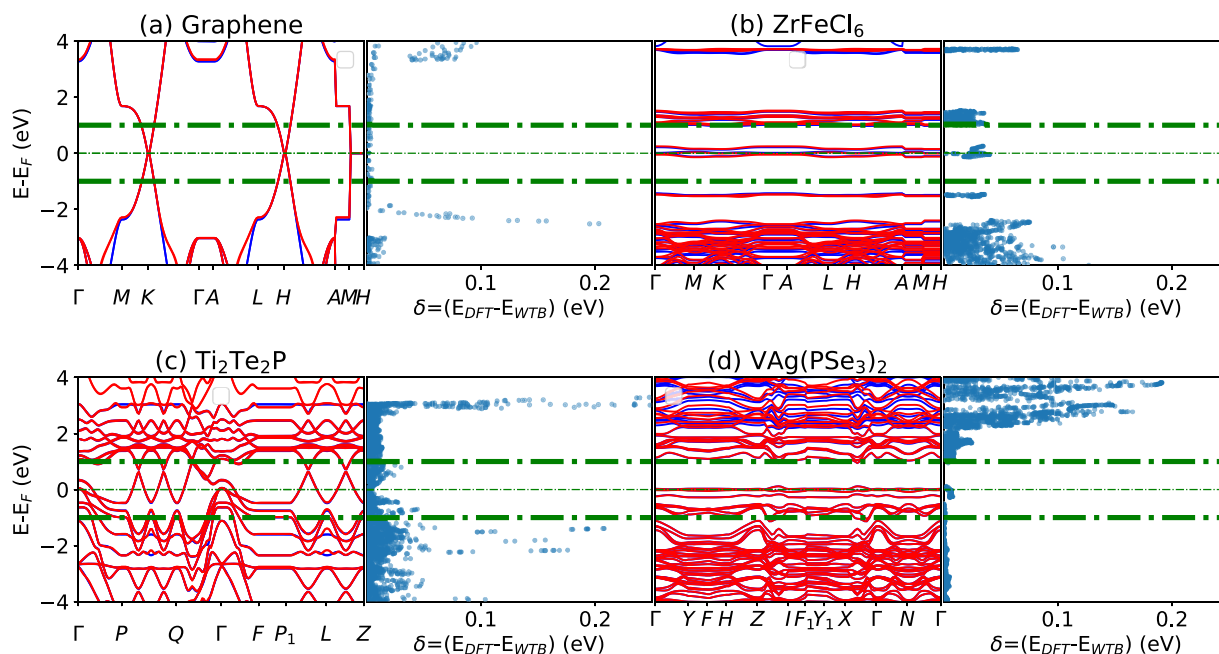 (a) Graphene
(b) ZrFeCl6
4
2
0
−2
−4
E-EF (eV)
Γ M K Γ A L H A M H
0.1 0.2
δ=(EDFT-EWTB) (eV)
Γ M K Γ A L H A M H
0.1 0.2
δ=(EDFT-EWTB) (eV)
(c) Ti2Te2P
(d) VAg(PSe3)2
4
2
0
−2
−4
E-EF (eV)
Γ P Q Γ F P1 L Z
0.1 0.2
δ=(EDFT-EWTB) (eV)
Γ Y F H Z I F1 Y1 X Γ N Γ
0.1 0.2
δ=(EDFT-EWTB) (eV)